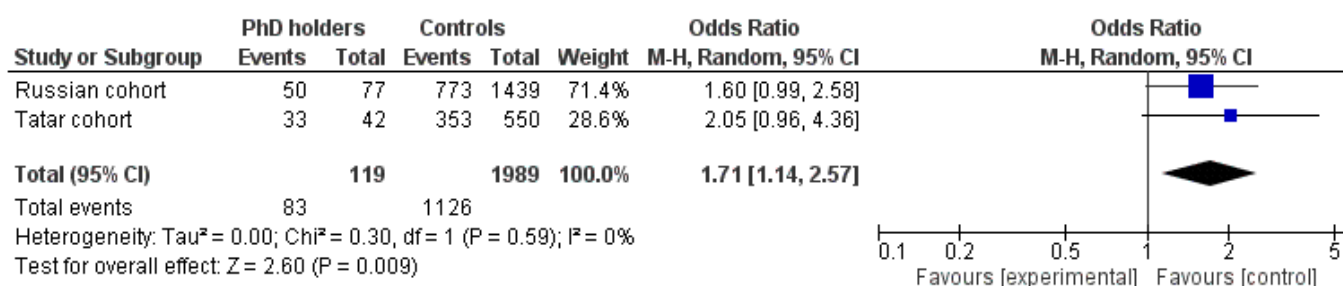 PhD holders Controls Odds Ratio Odds Ratio
Study or Subgroup Events Total Events Total Weight M-H, Random, 95% CI M-H, Random, 95% CI
Russian cohort 50 77 773 1439 71.4% 1.60 [0.99, 2.58]
Tatar cohort 33 42 353 550 28.6% 2.05 [0.96, 4.36]
Total (95% CI) 119 1989 100.0% 1.71 [1.14, 2.57]
Total events 83 1126
Heterogeneity: Tau² = 0.00; Chi² = 0.30, df = 1 (P = 0.59); I² = 0%
Test for overall effect: Z = 2.60 (P = 0.009)
0.1 0.2 0.5 1 2 5
Favours [experimental] Favours [control]